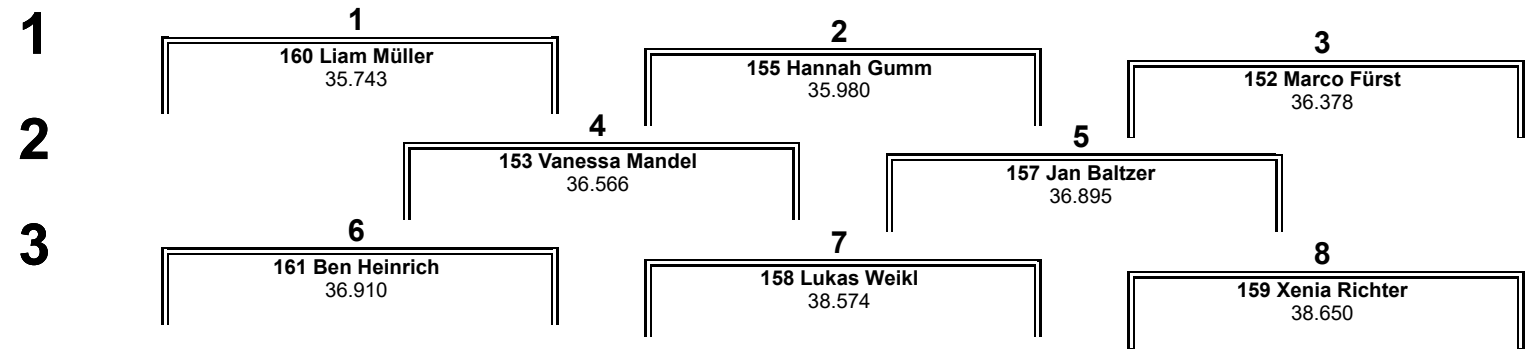 1
1
160 Liam Müller
35.743
2
155 Hannah Gumm
35.980
3
152 Marco Fürst
36.378
2
4
153 Vanessa Mandel
36.566
5
157 Jan Baltzer
36.895
3
6
161 Ben Heinrich
36.910
7
158 Lukas Weikl
38.574
8
159 Xenia Richter
38.650